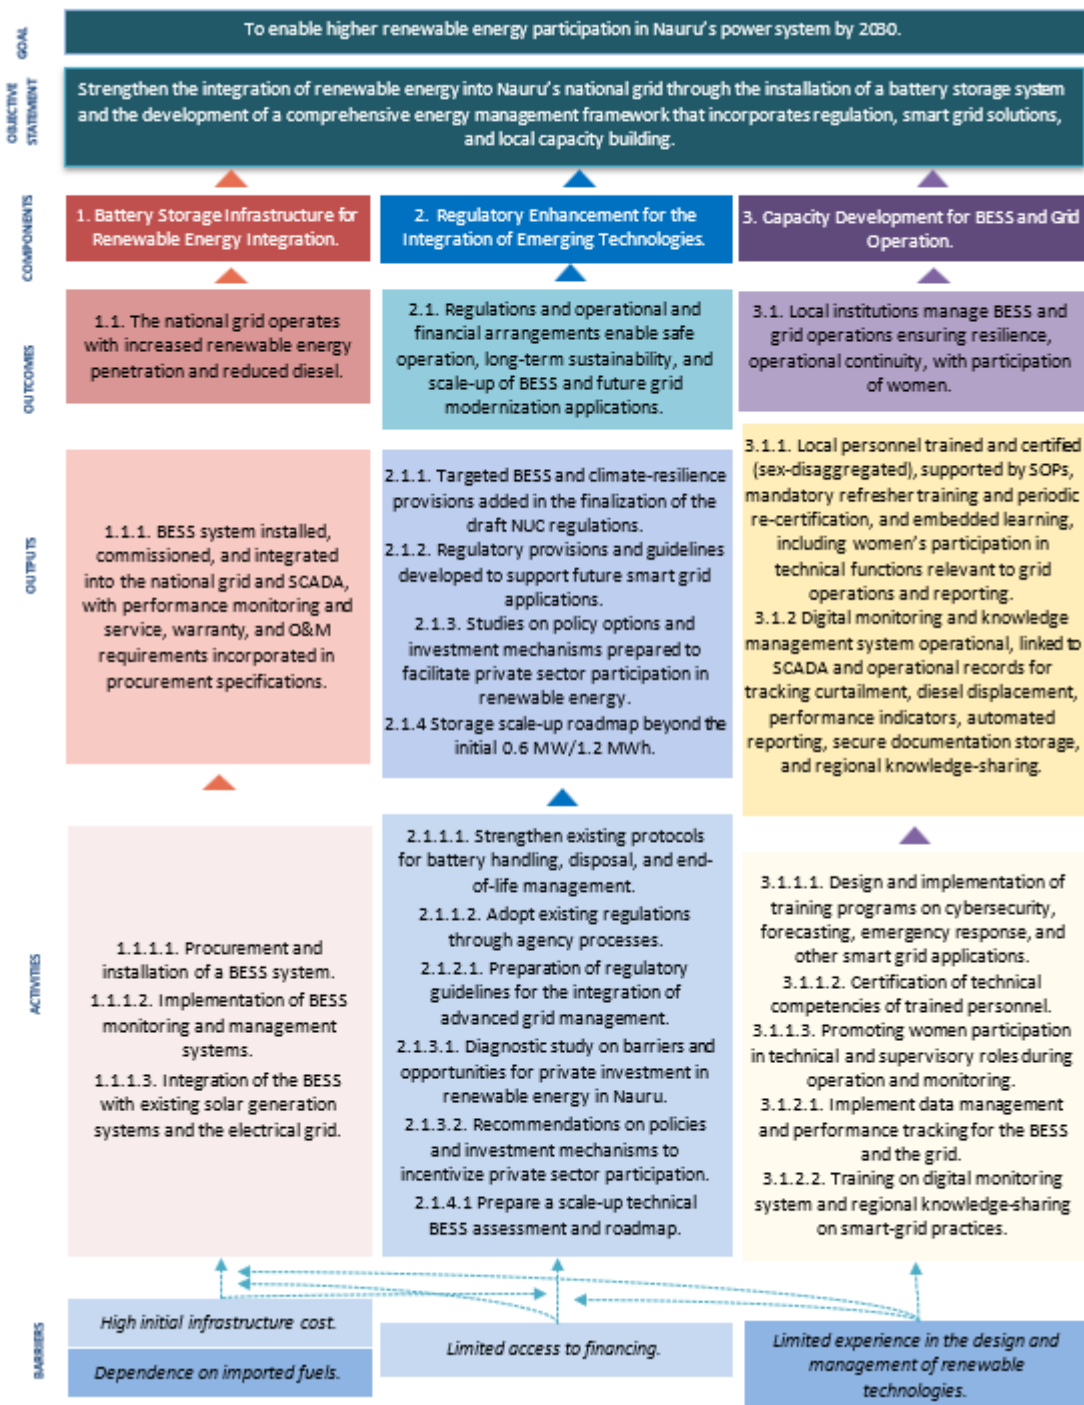 GOAL
To enable higher renewable energy participation in Nauru's power system by 2030.
OBJECTIVE
STATEMENT
Strengthen the integration of renewable energy into Nauru's national grid through the installation of a battery storage system
and the development of a comprehensive energy management framework that incorporates regulation, smart grid solutions,
and local capacity building.
COMPONENTS
1. Battery Storage Infrastructure for
Renewable Energy Integration.
2. Regulatory Enhancement for the
Integration of Emerging Technologies.
3. Capacity Development for BESS and Grid
Operation.
OUTCOMES
1.1. The national grid operates
with increased renewable energy
penetration and reduced diesel.
2.1. Regulations and operational and
financial arrangements enable safe
operation, long-term sustainability, and
scale-up of BESS and future grid
modernization applications.
3.1. Local institutions manage BESS and
grid operations ensuring resilience,
operational continuity, with participation
of women.
OUTPUTS
1.1.1. BESS system installed,
commissioned, and integrated
into the national grid and SCADA,
with performance monitoring and
service, warranty, and O&M
requirements incorporated in
procurement specifications.
2.1.1. Targeted BESS and climate-resilience
provisions added in the finalization of the
draft NUC regulations.
2.1.2. Regulatory provisions and guidelines
developed to support future smart grid
applications.
2.1.3. Studies on policy options and
investment mechanisms prepared to
facilitate private sector participation in
renewable energy.
2.1.4 Storage scale-up roadmap beyond the
initial 0.6 MW/1.2 MWh.
3.1.1. Local personnel trained and certified
(sex-disaggregated), supported by SOPs,
mandatory refresher training and periodic
re-certification, and embedded learning,
including women's participation in
technical functions relevant to grid
operations and reporting.
3.1.2 Digital monitoring and knowledge
management system operational, linked to
SCADA and operational records for
tracking curtailment, diesel displacement,
performance indicators, automated
reporting, secure documentation storage,
and regional knowledge-sharing.
ACTIVITIES
1.1.1.1. Procurement and
installation of a BESS system.
1.1.1.2. Implementation of BESS
monitoring and management
systems.
1.1.1.3. Integration of the BESS
with existing solar generation
systems and the electrical grid.
2.1.1.1. Strengthen existing protocols
for battery handling, disposal, and end-
of-life management.
2.1.1.2. Adopt existing regulations
through agency processes.
2.1.2.1. Preparation of regulatory
guidelines for the integration of
advanced grid management.
2.1.3.1. Diagnostic study on barriers and
opportunities for private investment in
renewable energy in Nauru.
2.1.3.2. Recommendations on policies
and investment mechanisms to
incentivize private sector participation.
2.1.4.1 Prepare a scale-up technical
BESS assessment and roadmap.
3.1.1.1. Design and implementation of
training programs on cybersecurity,
forecasting, emergency response, and
other smart grid applications.
3.1.1.2. Certification of technical
competencies of trained personnel.
3.1.1.3. Promoting women participation
in technical and supervisory roles during
operation and monitoring.
3.1.2.1. Implement data management
and performance tracking for the BESS
and the grid.
3.1.2.2. Training on digital monitoring
system and regional knowledge-sharing
on smart-grid practices.
BARRIERS
High initial infrastructure cost.
Dependence on imported fuels.
Limited access to financing.
Limited experience in the design and
management of renewable
technologies.